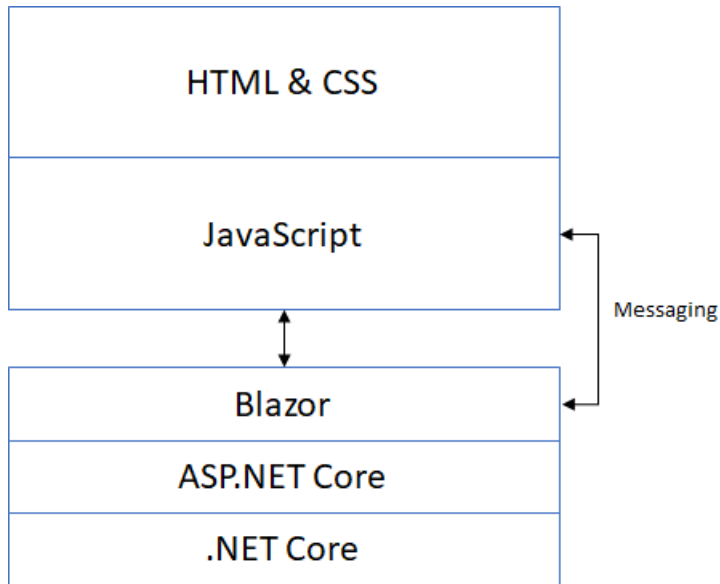 HTML & CSS
JavaScript
Messaging
Blazor
ASP.NET Core
.NET Core